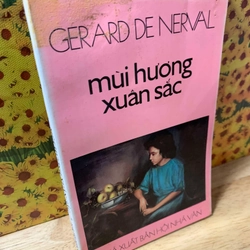 GERARD DE NERVAL
mùi hương
xuân sắc
XUẤT BẢN HỘI NHÀ VĂN